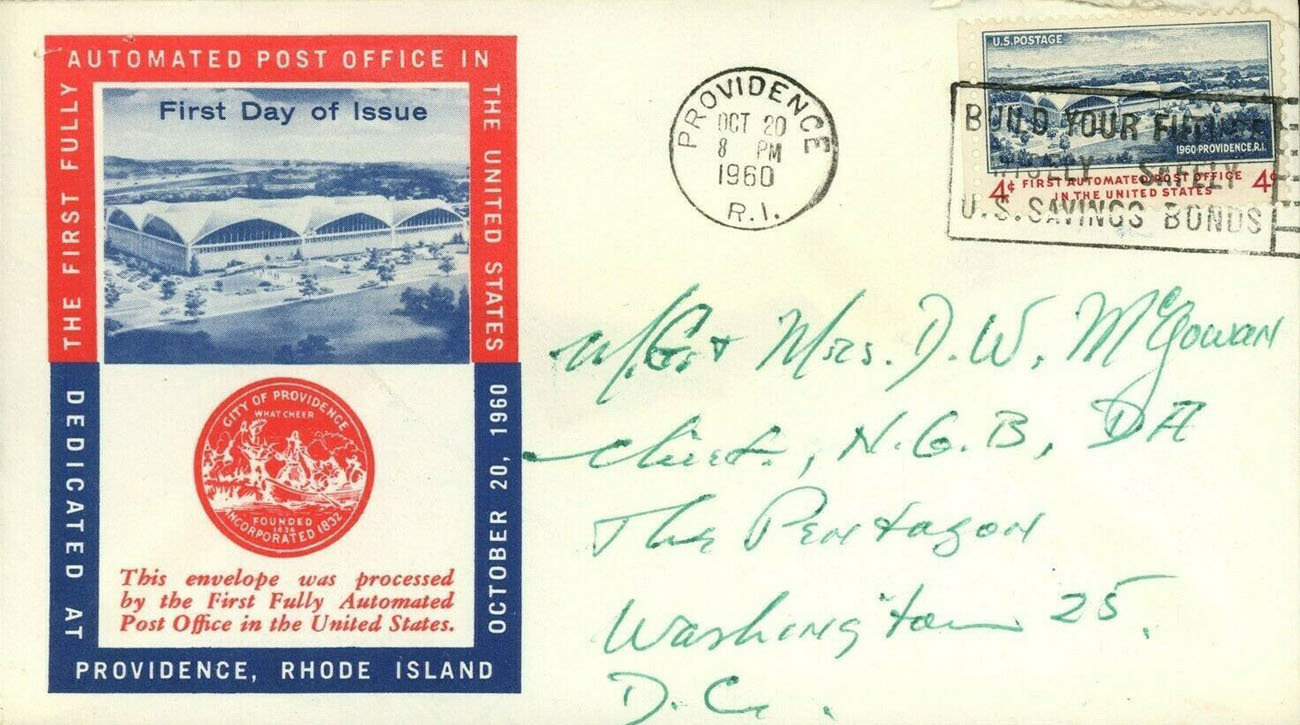 THE FIRST FULLY
AUTOMATED POST OFFICE IN
THE UNITED STATES
First Day of Issue
DEDICATED AT
PROVIDENCE, RHODE ISLAND
OCTOBER 20, 1960
CITY OF PROVIDENCE
WHAT CHEER
FOUNDED
1636
INCORPORATED 1832
This envelope was processed
by the First Fully Automated
Post Office in the United States.
PROVIDENCE
OCT 20
8 PM
1960
R.I.
U.S. POSTAGE
1960·PROVIDENCE, R.I.
4¢ FIRST AUTOMATED POST OFFICE 4¢
IN THE UNITED STATES
BUILD YOUR FUTURE
WISELY SAFELY
U.S. SAVINGS BONDS
Mrs. D. W. McGowan
Chief, N.G.B, DA
The Pentagon
Washington 25,
D.C.